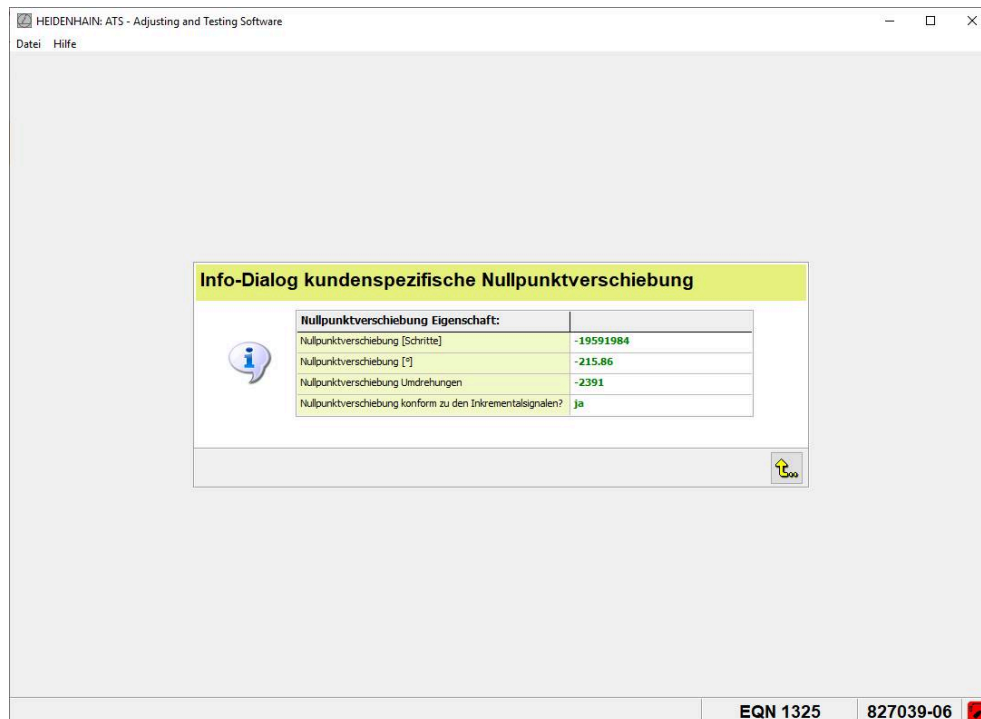 HEIDENHAIN: ATS - Adjusting and Testing Software
Datei Hilfe
Info-Dialog kundenspezifische Nullpunktverschiebung
Nullpunktverschiebung Eigenschaft:
Nullpunktverschiebung [Schritte] -19591984
Nullpunktverschiebung [°] -215.86
Nullpunktverschiebung Umdrehungen -2391
Nullpunktverschiebung konform zu den Inkrementalsignalen? ja
EQN 1325 827039-06